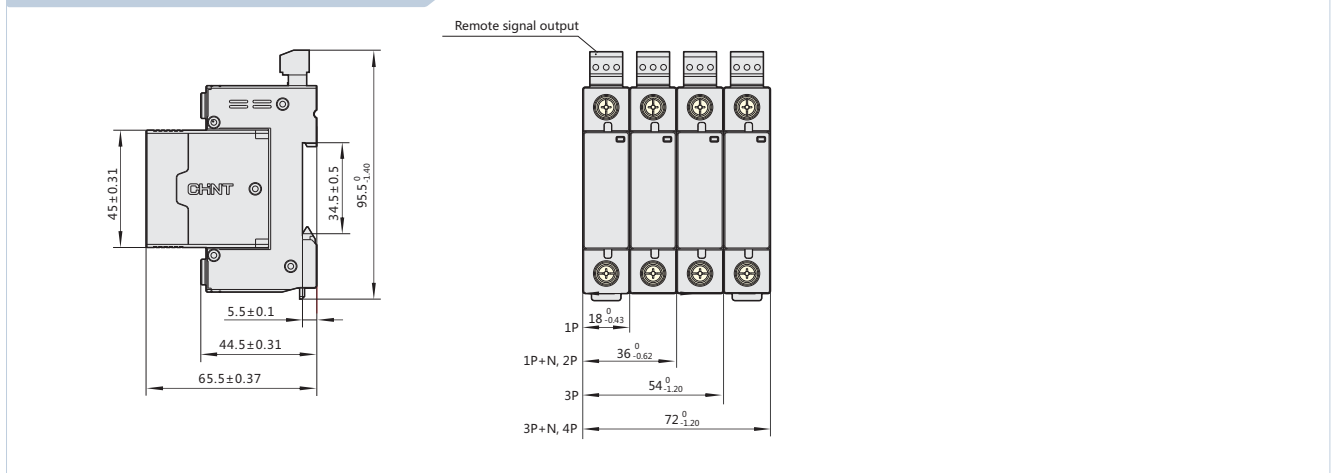 Remote signal output
45±0.31
CHNT
34.5±0.5
95.5 0 -1.40
5.5±0.1
44.5±0.31
65.5±0.37
1P 18 0 -0.43
1P+N, 2P 36 0 -0.62
3P 54 0 -1.20
3P+N, 4P 72 0 -1.20